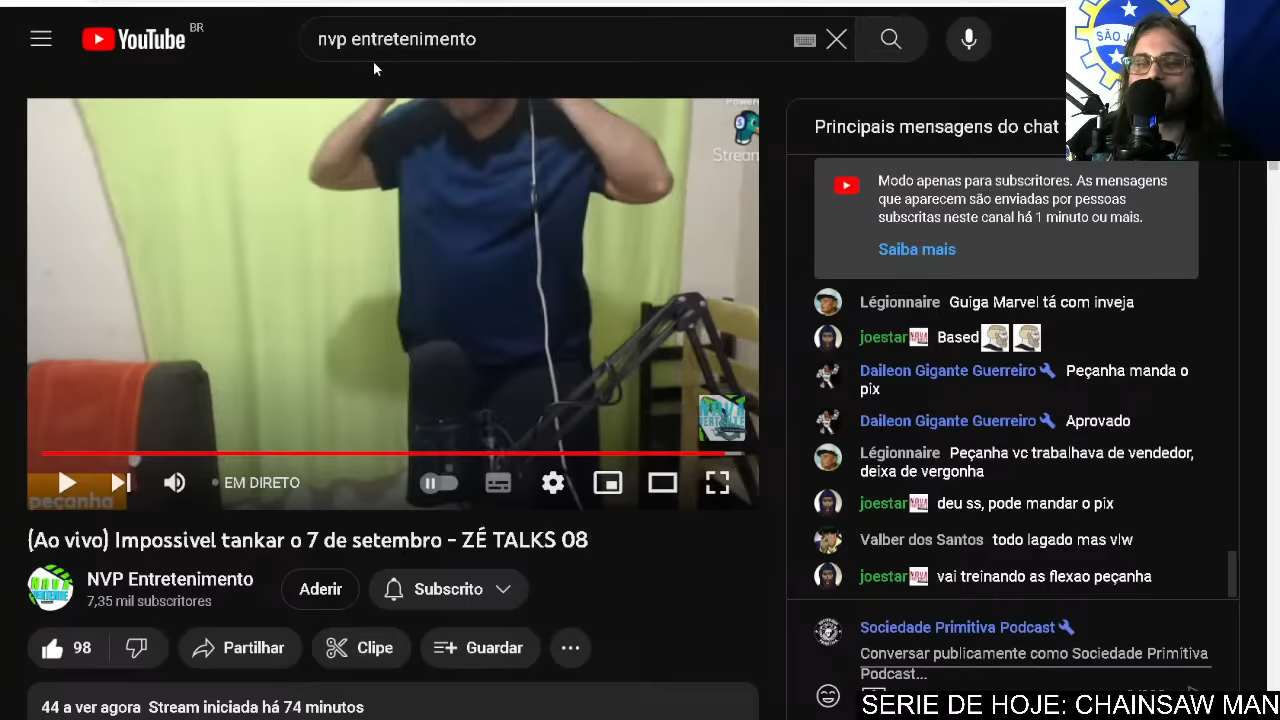 YouTube BR
nvp entretenimento
SÃO J
Powere
Stream
NOVA
VERTENTE
EM DIRETO
peçanha
(Ao vivo) Impossivel tankar o 7 de setembro - ZÉ TALKS 08
NVP Entretenimento
7,35 mil subscritores
Aderir
Subscrito
98
Partilhar
Clipe
Guardar
44 a ver agora Stream iniciada há 74 minutos
Principais mensagens do chat
Modo apenas para subscritores. As mensagens
que aparecem são enviadas por pessoas
subscritas neste canal há 1 minuto ou mais.
Saiba mais
Légionnaire Guiga Marvel tá com inveja
joestar Based
Daileon Gigante Guerreiro Peçanha manda o
pix
Daileon Gigante Guerreiro Aprovado
Légionnaire Peçanha vc trabalhava de vendedor,
deixa de vergonha
joestar deu ss, pode mandar o pix
Valber dos Santos todo lagado mas vlw
joestar vai treinando as flexao peçanha
Sociedade Primitiva Podcast
Conversar publicamente como Sociedade Primitiva
Podcast...
SERIE DE HOJE: CHAINSAW MAN